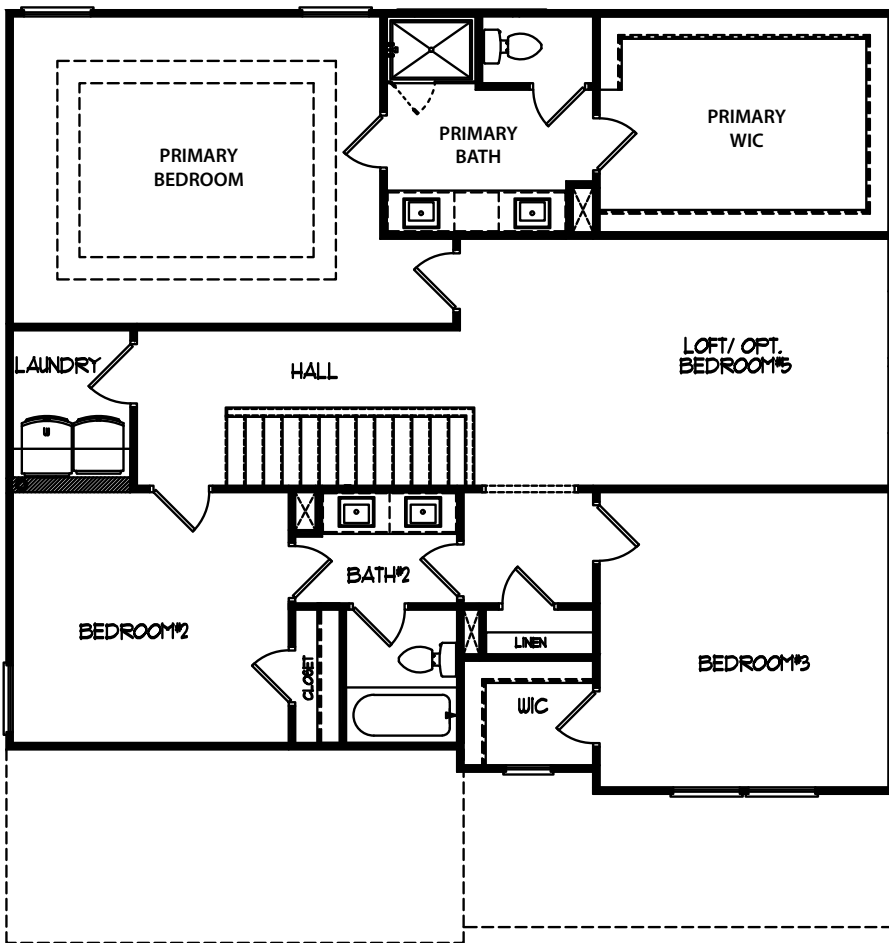 PRIMARY
BEDROOM
PRIMARY
BATH
PRIMARY
WIC
LAUNDRY
HALL
LOFT/ OPT.
BEDROOM#5
BATH#2
BEDROOM#2
CLOSET
LINEN
WIC
BEDROOM#3